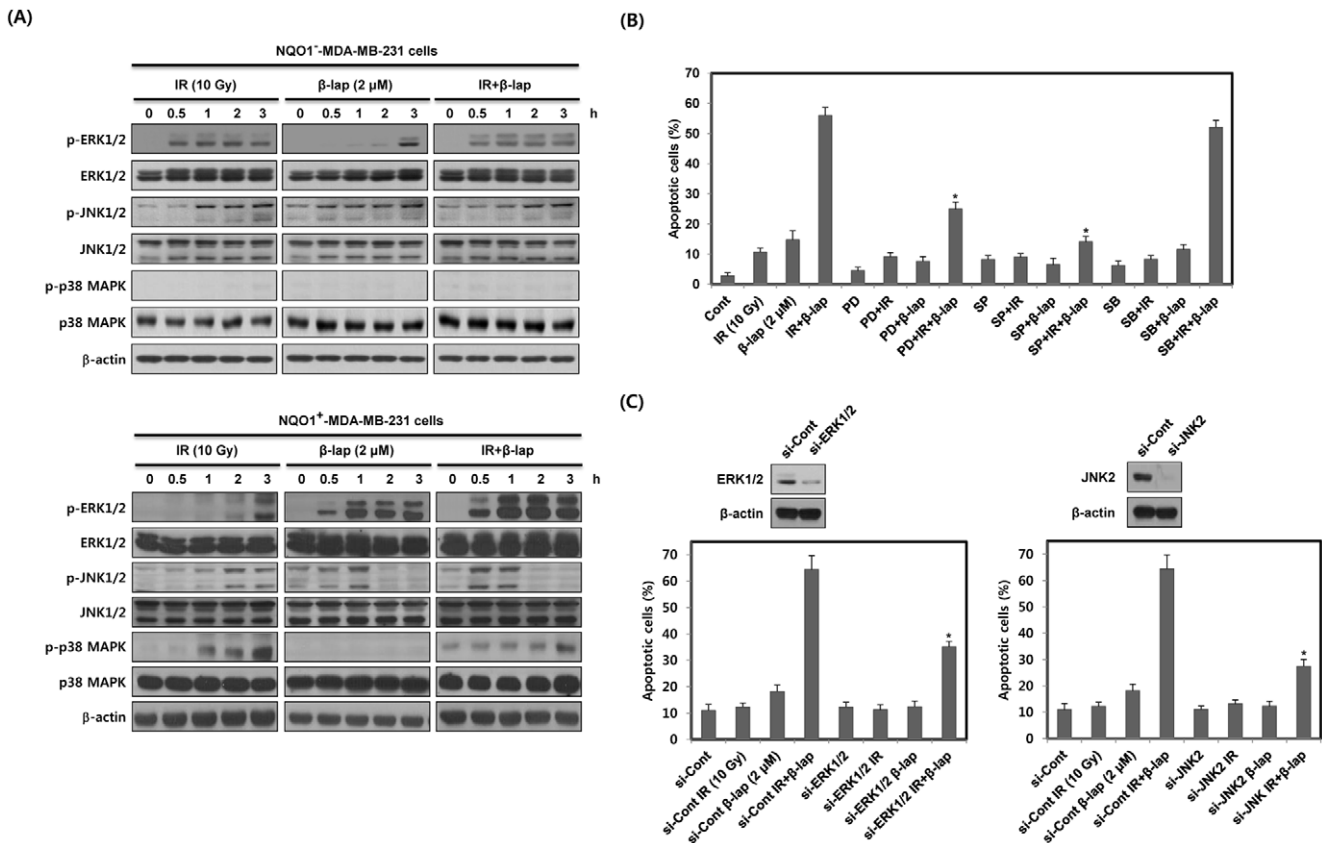 (A)
NQO1⁻-MDA-MB-231 cells
IR (10 Gy) β-lap (2 μM) IR+β-lap
0 0.5 1 2 3 0 0.5 1 2 3 0 0.5 1 2 3 h
p-ERK1/2
ERK1/2
p-JNK1/2
JNK1/2
p-p38 MAPK
p38 MAPK
β-actin
NQO1⁺-MDA-MB-231 cells
IR (10 Gy) β-lap (2 μM) IR+β-lap
0 0.5 1 2 3 0 0.5 1 2 3 0 0.5 1 2 3 h
p-ERK1/2
ERK1/2
p-JNK1/2
JNK1/2
p-p38 MAPK
p38 MAPK
β-actin
(B)
Apoptotic cells (%)
70
60
50
40
30
20
10
0
* *
Cont IR (10 Gy) β-lap (2 μM) IR+β-lap PD PD+IR PD+β-lap PD+IR+β-lap SP SP+IR SP+β-lap SP+IR+β-lap SB SB+IR SB+β-lap SB+IR+β-lap
(C)
si-Cont si-ERK1/2
ERK1/2
β-actin
Apoptotic cells (%)
70
60
50
40
30
20
10
0
*
si-Cont si-Cont IR (10 Gy) si-Cont β-lap (2 μM) si-Cont IR+β-lap si-ERK1/2 si-ERK1/2 IR si-ERK1/2 β-lap si-ERK1/2 IR+β-lap
si-Cont si-JNK2
JNK2
β-actin
Apoptotic cells (%)
70
60
50
40
30
20
10
0
*
si-Cont si-Cont IR (10 Gy) si-Cont β-lap (2 μM) si-Cont IR+β-lap si-JNK2 si-JNK2 IR si-JNK2 β-lap si-JNK IR+β-lap